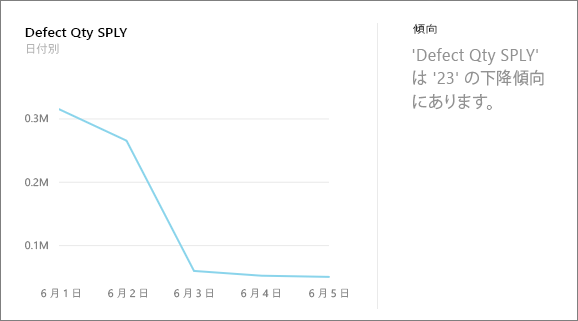 Defect Qty SPLY
日付別
0.3M
0.2M
0.1M
6 月 1 日
6 月 2 日
6 月 3 日
6 月 4 日
6 月 5 日
傾向
'Defect Qty SPLY'
は '23' の下降傾向
にあります。